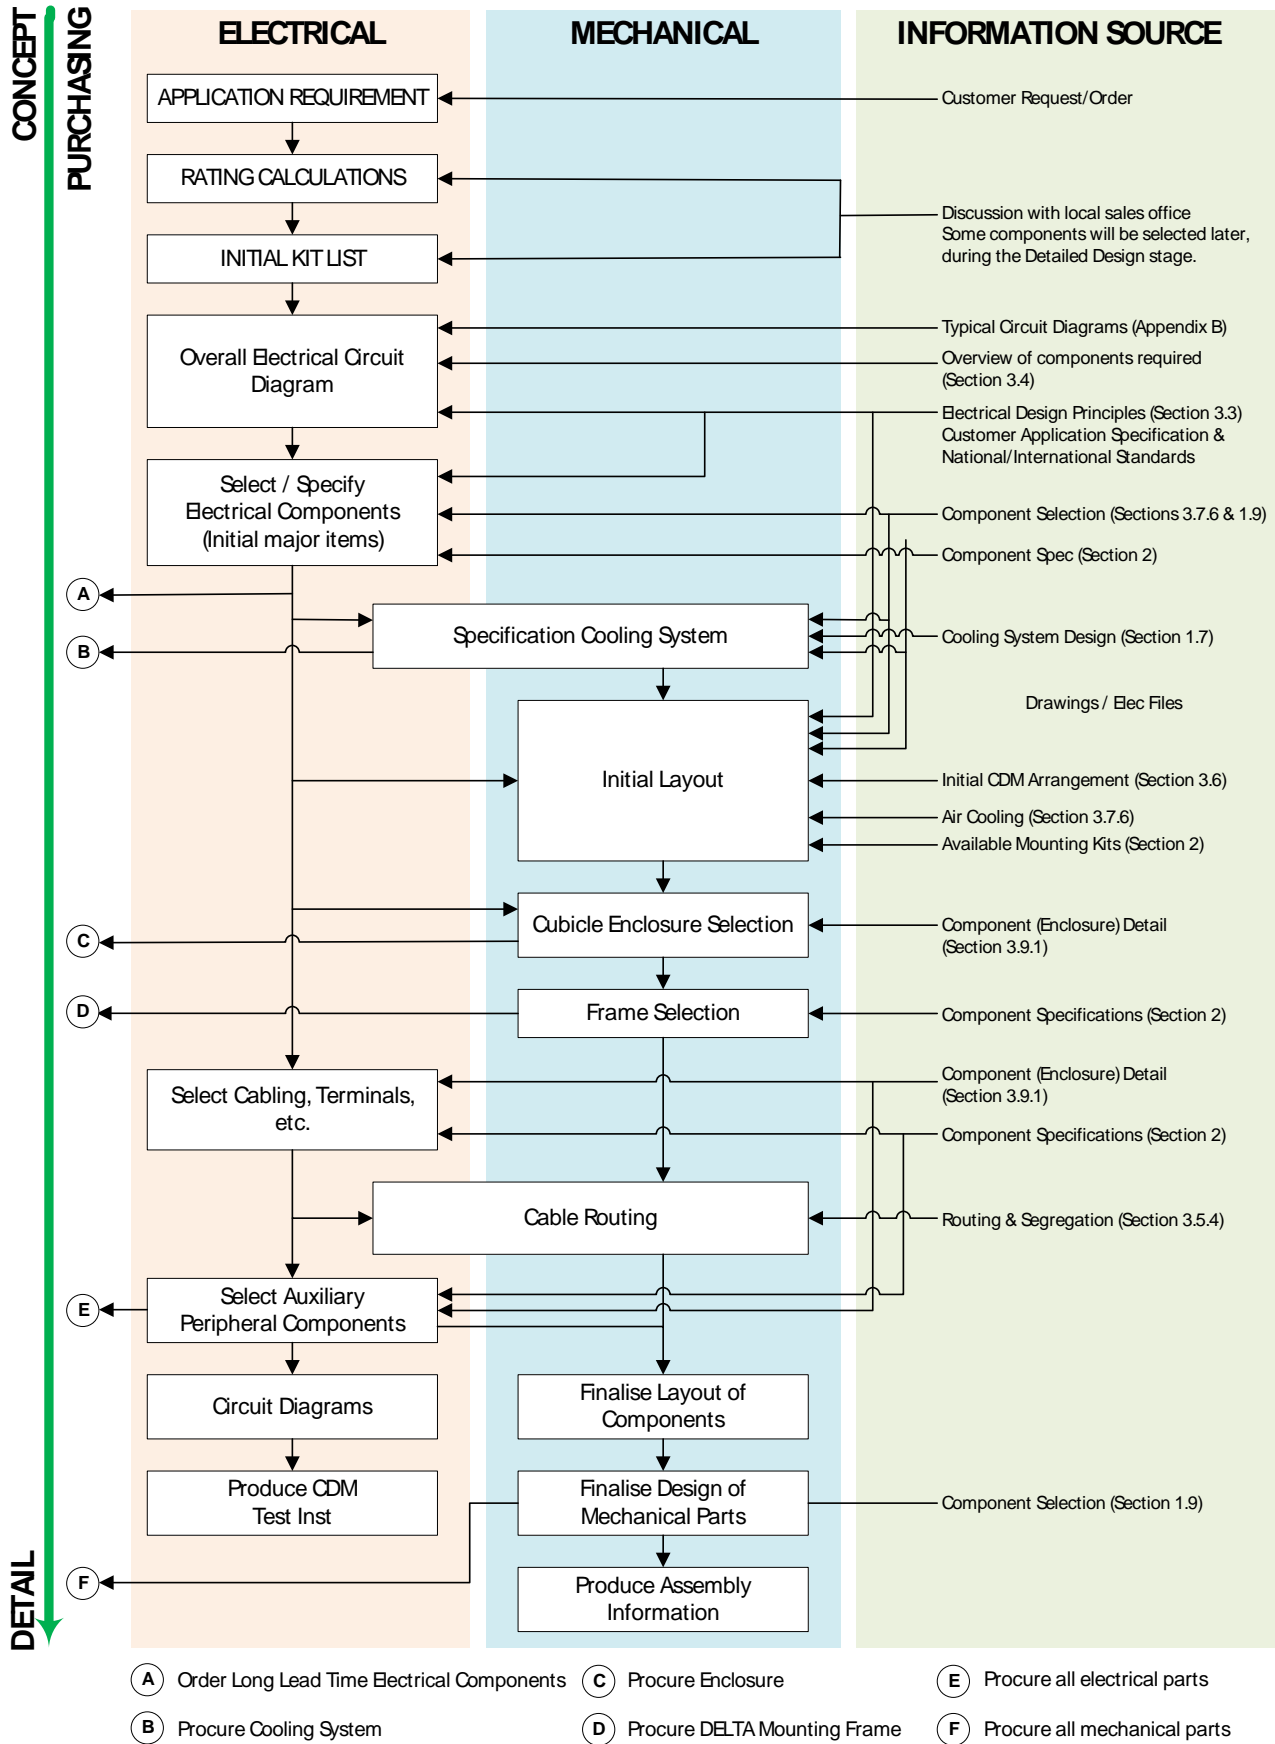 CONCEPT
PURCHASING
ELECTRICAL
MECHANICAL
INFORMATION SOURCE
APPLICATION REQUIREMENT
Customer Request/Order
RATING CALCULATIONS
Discussion with local sales office
Some components will be selected later,
during the Detailed Design stage.
INITIAL KIT LIST
Overall Electrical Circuit
Diagram
Typical Circuit Diagrams (Appendix B)
Overview of components required
(Section 3.4)
Electrical Design Principles (Section 3.3)
Customer Application Specification &
National/International Standards
Select / Specify
Electrical Components
(Initial major items)
Component Selection (Sections 3.7.6 & 1.9)
Component Spec (Section 2)
A
Specification Cooling System
Cooling System Design (Section 1.7)
B
Drawings / Elec Files
Initial Layout
Initial CDM Arrangement (Section 3.6)
Air Cooling (Section 3.7.6)
Available Mounting Kits (Section 2)
Cubicle Enclosure Selection
Component (Enclosure) Detail
(Section 3.9.1)
C
D
Frame Selection
Component Specifications (Section 2)
Select Cabling, Terminals,
etc.
Component (Enclosure) Detail
(Section 3.9.1)
Component Specifications (Section 2)
Cable Routing
Routing & Segregation (Section 3.5.4)
E
Select Auxiliary
Peripheral Components
Circuit Diagrams
Finalise Layout of
Components
Produce CDM
Test Inst
Finalise Design of
Mechanical Parts
Component Selection (Section 1.9)
F
Produce Assembly
Information
DETAIL
A Order Long Lead Time Electrical Components
C Procure Enclosure
E Procure all electrical parts
B Procure Cooling System
D Procure DELTA Mounting Frame
F Procure all mechanical parts